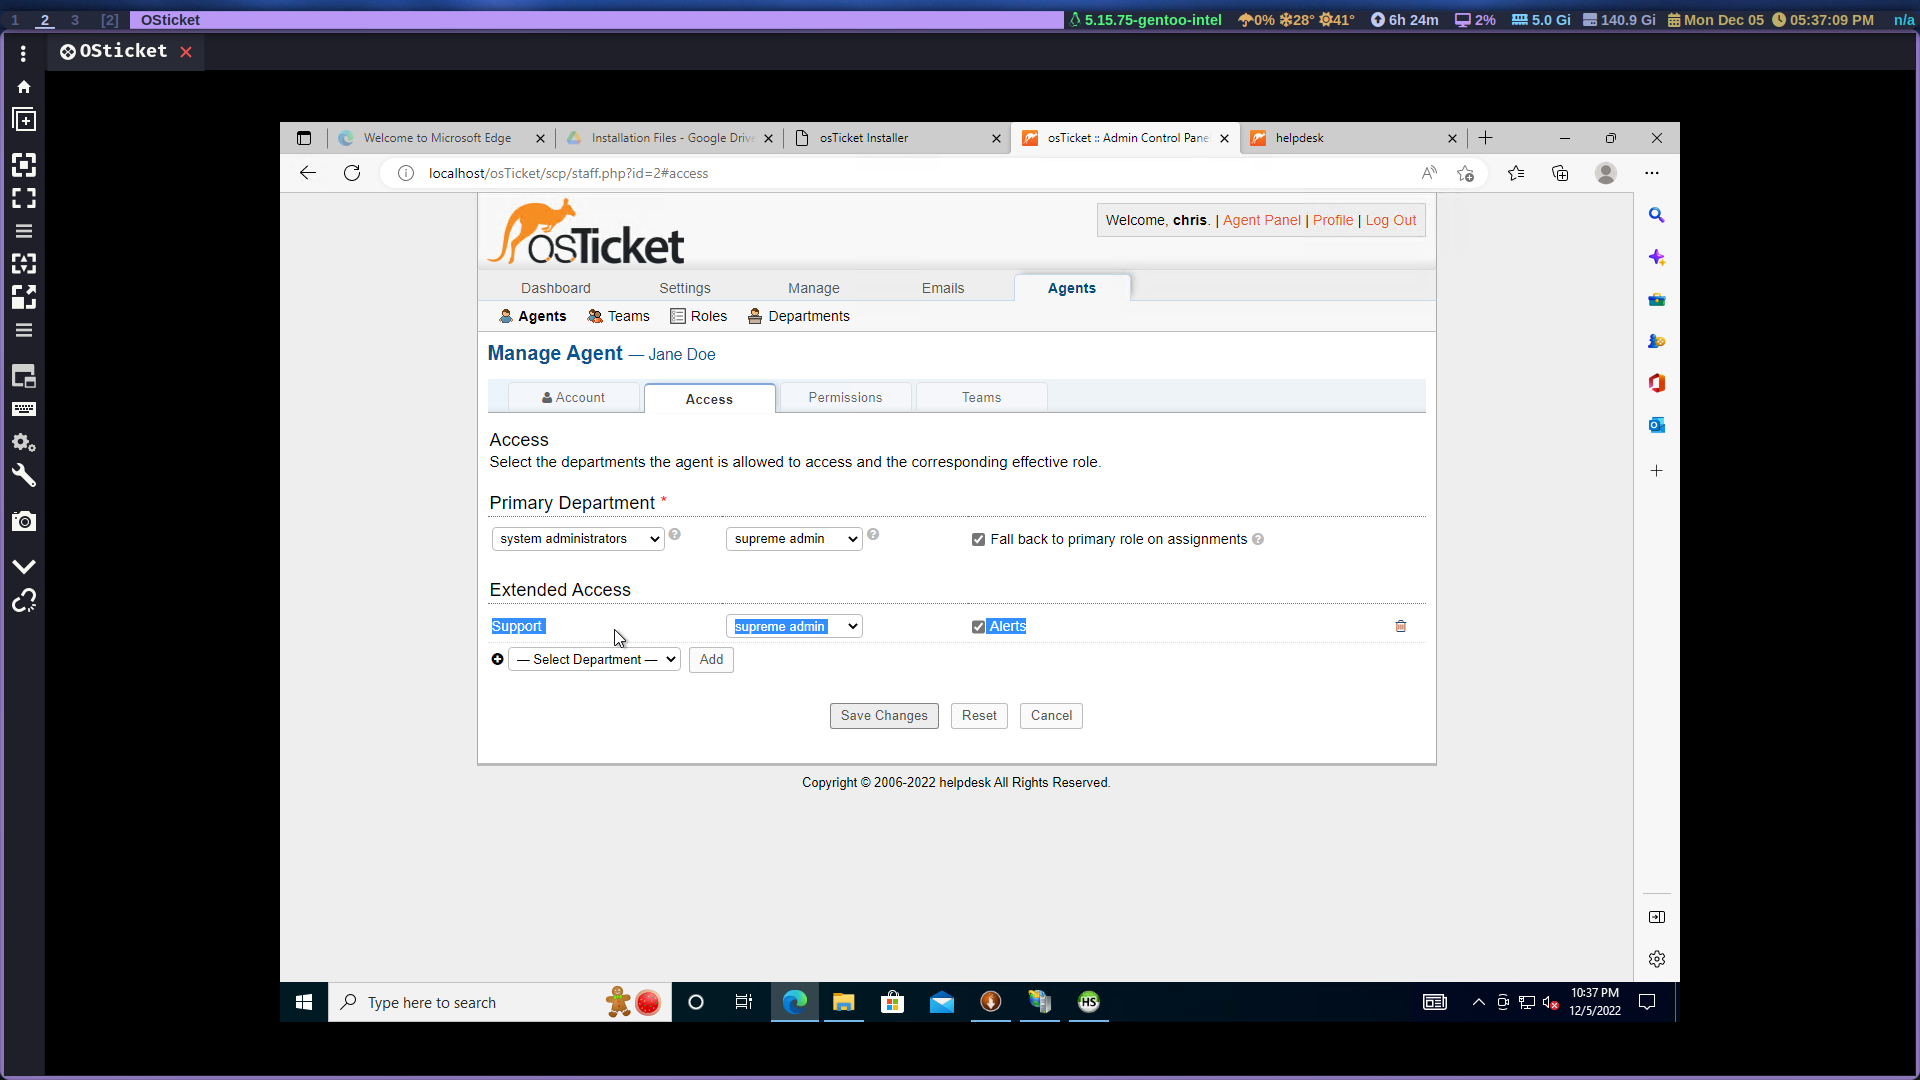 1 2 3 [2] OSticket 5.15.75-gentoo-intel 0% 28° 41° 6h 24m 2% 5.0 Gi 140.9 Gi Mon Dec 05 05:37:09 PM n/a
OSticket
Welcome to Microsoft Edge Installation Files - Google Drive osTicket Installer osTicket :: Admin Control Pane helpdesk
localhost/osTicket/scp/staff.php?id=2#access
osTicket
Welcome, chris. | Agent Panel | Profile | Log Out
Dashboard Settings Manage Emails Agents
Agents Teams Roles Departments
Manage Agent — Jane Doe
Account Access Permissions Teams
Access
Select the departments the agent is allowed to access and the corresponding effective role.
Primary Department *
system administrators supreme admin Fall back to primary role on assignments
Extended Access
Support supreme admin Alerts
— Select Department — Add
Save Changes Reset Cancel
Copyright © 2006-2022 helpdesk All Rights Reserved.
Type here to search HS 10:37 PM
12/5/2022